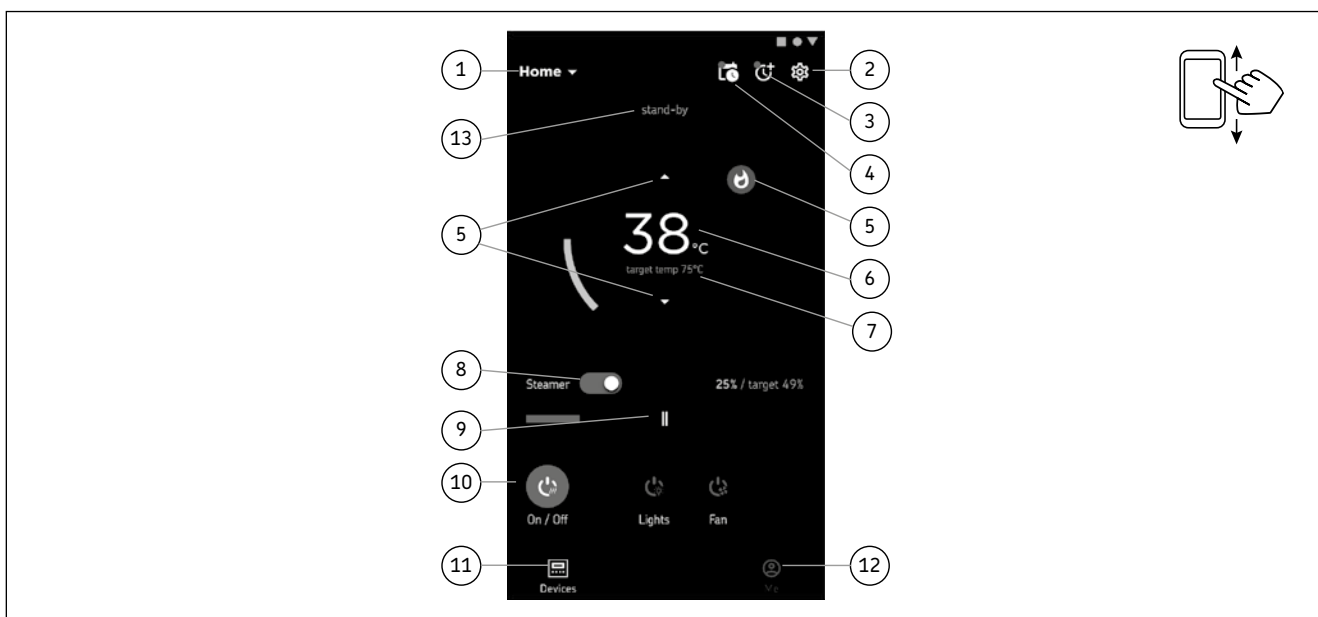 1
Home
2
3
stand-by
13
4
5
5
38 °C
6
target temp 75°C
7
8
Steamer
25% / target 49%
9
10
On / Off
Lights
Fan
11
12
Devices
Me